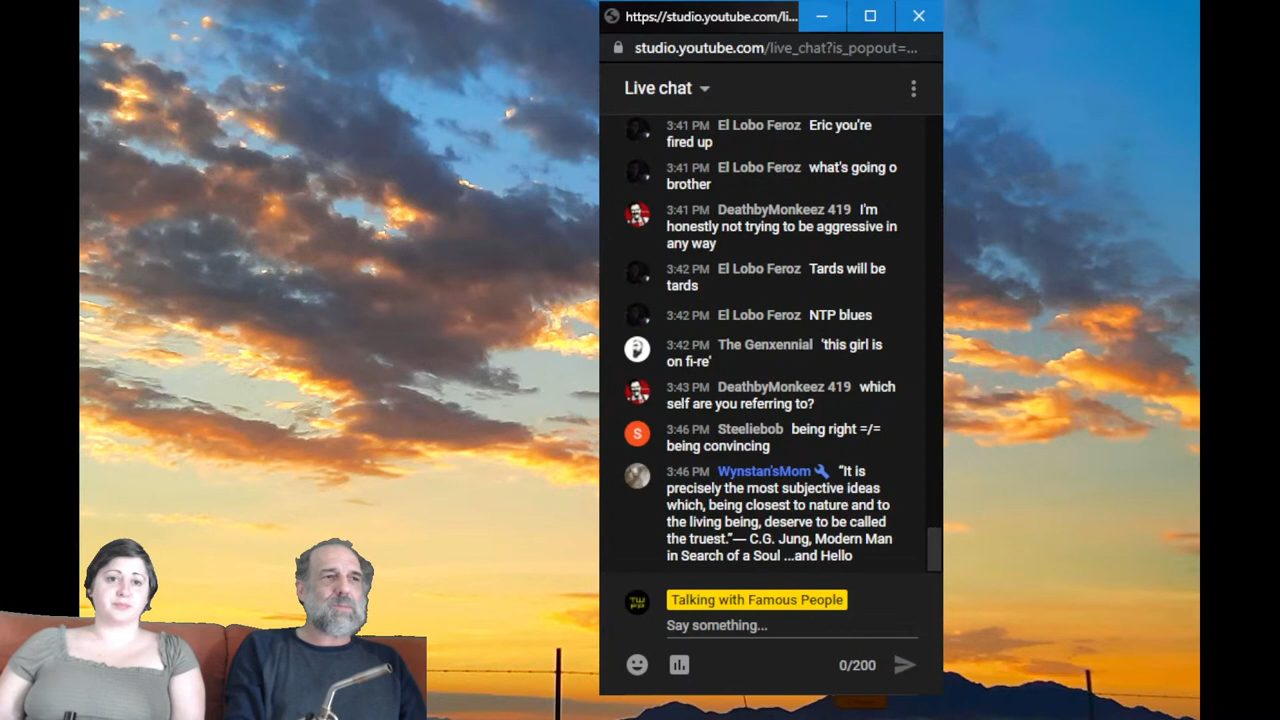 https://studio.youtube.com/li...
studio.youtube.com/live_chat?is_popout=...
Live chat
3:41 PM El Lobo Feroz Eric you're
fired up
3:41 PM El Lobo Feroz what's going o
brother
3:41 PM DeathbyMonkeez 419 I'm
honestly not trying to be aggressive in
any way
3:42 PM El Lobo Feroz Tards will be
tards
3:42 PM El Lobo Feroz NTP blues
3:42 PM The Genxennial 'this girl is
on fi-re'
3:43 PM DeathbyMonkeez 419 which
self are you referring to?
S
3:46 PM Steeliebob being right =/=
being convincing
3:46 PM Wynstan'sMom “It is
precisely the most subjective ideas
which, being closest to nature and to
the living being, deserve to be called
the truest.”— C.G. Jung, Modern Man
in Search of a Soul ...and Hello
TW
FP
Talking with Famous People
Say something...
0/200